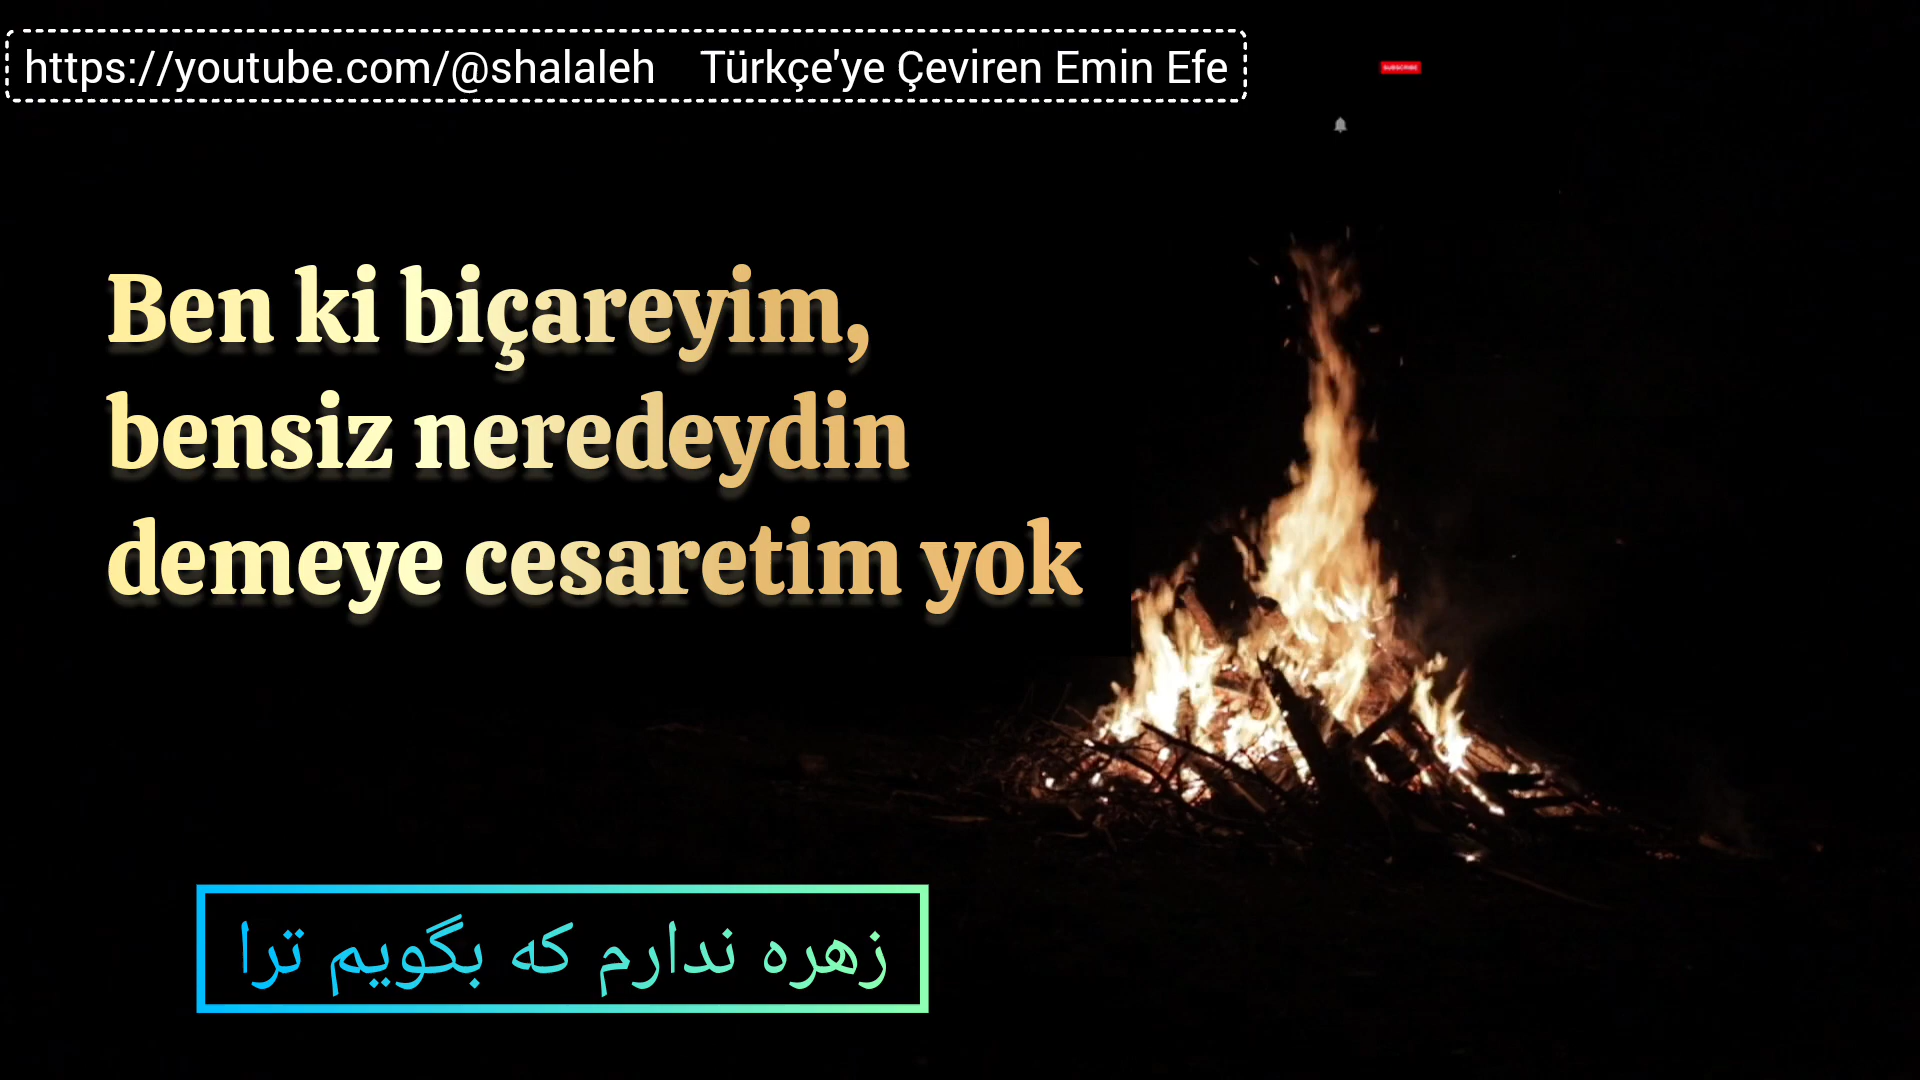 https://youtube.com/@shalaleh Türkçe'ye Çeviren Emin Efe
SUBSCRIBE
Ben ki biçareyim,
bensiz neredeydin
demeye cesaretim yok
زهره ندارم که بگویم ترا